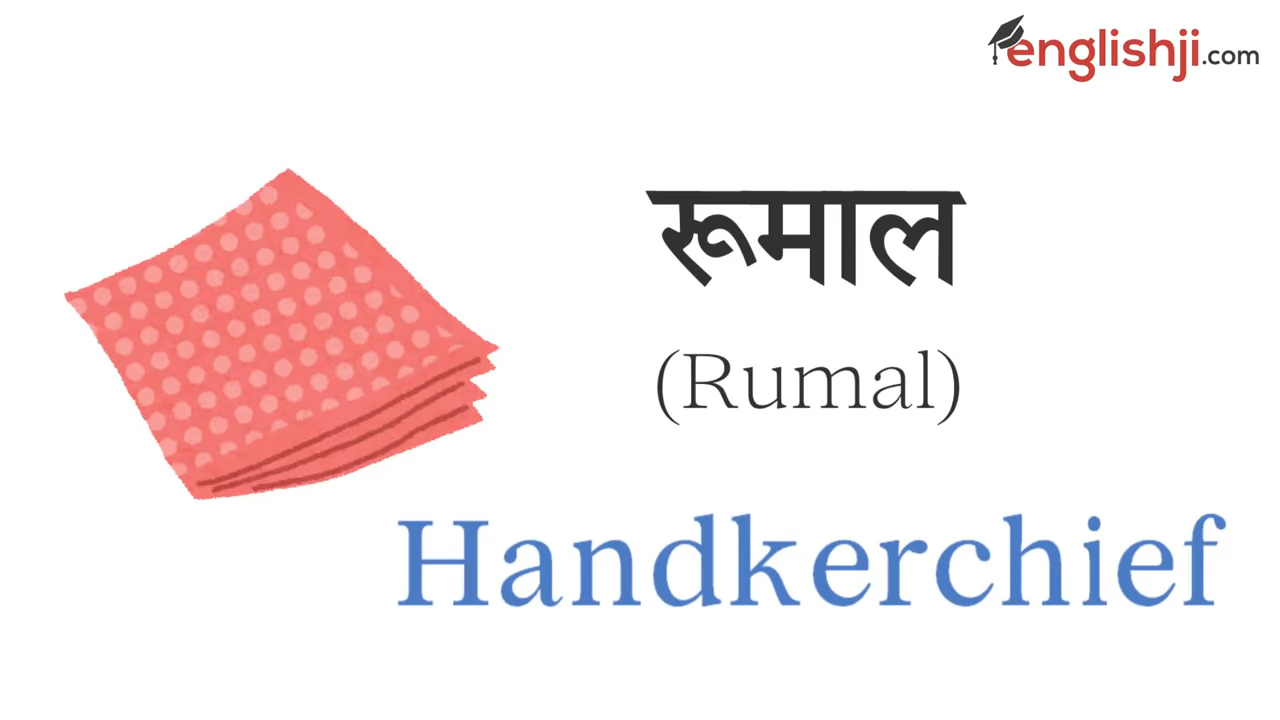 englishji.com
रूमाल
(Rumal)
Handkerchief